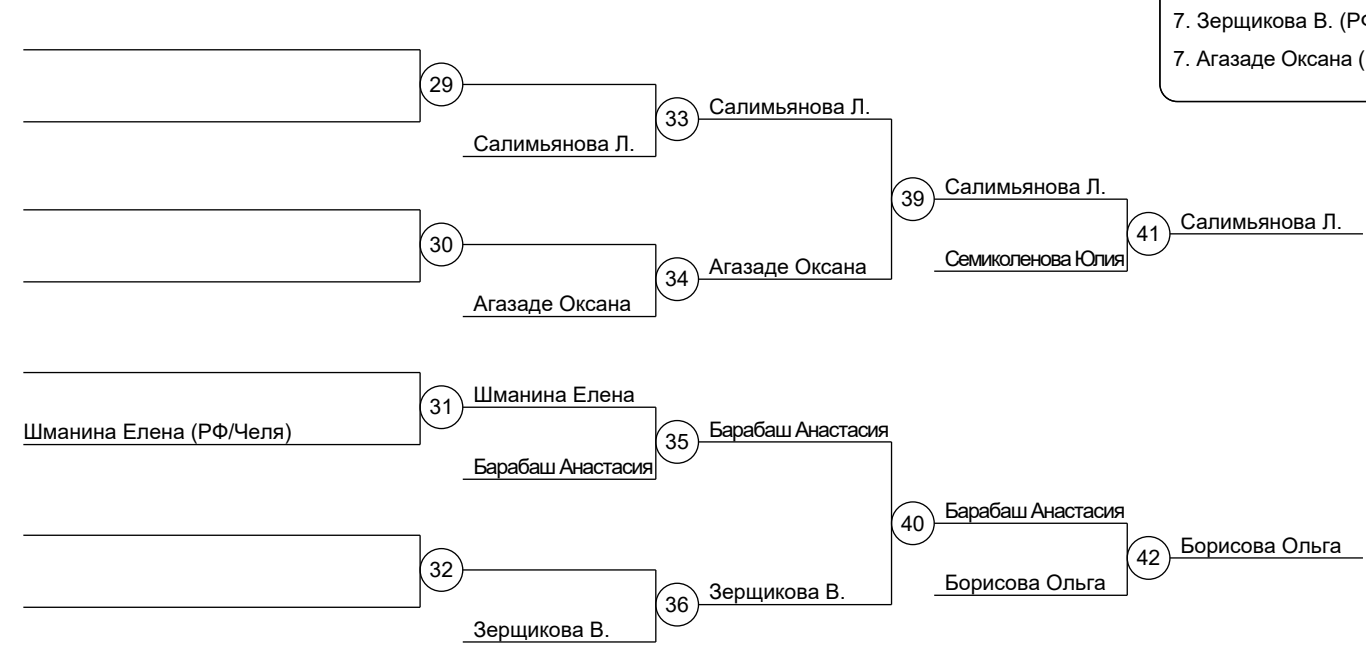 7. Зерщикова В. (РФ
7. Агазаде Оксана (
29
Салимьянова Л.
33
Салимьянова Л.
39
Салимьянова Л.
Семиколенова Юлия
41
Салимьянова Л.
30
Агазаде Оксана
34
Агазаде Оксана
Шманина Елена (РФ/Челя)
31
Шманина Елена
Барабаш Анастасия
35
Барабаш Анастасия
40
Барабаш Анастасия
Борисова Ольга
42
Борисова Ольга
32
Зерщикова В.
36
Зерщикова В.